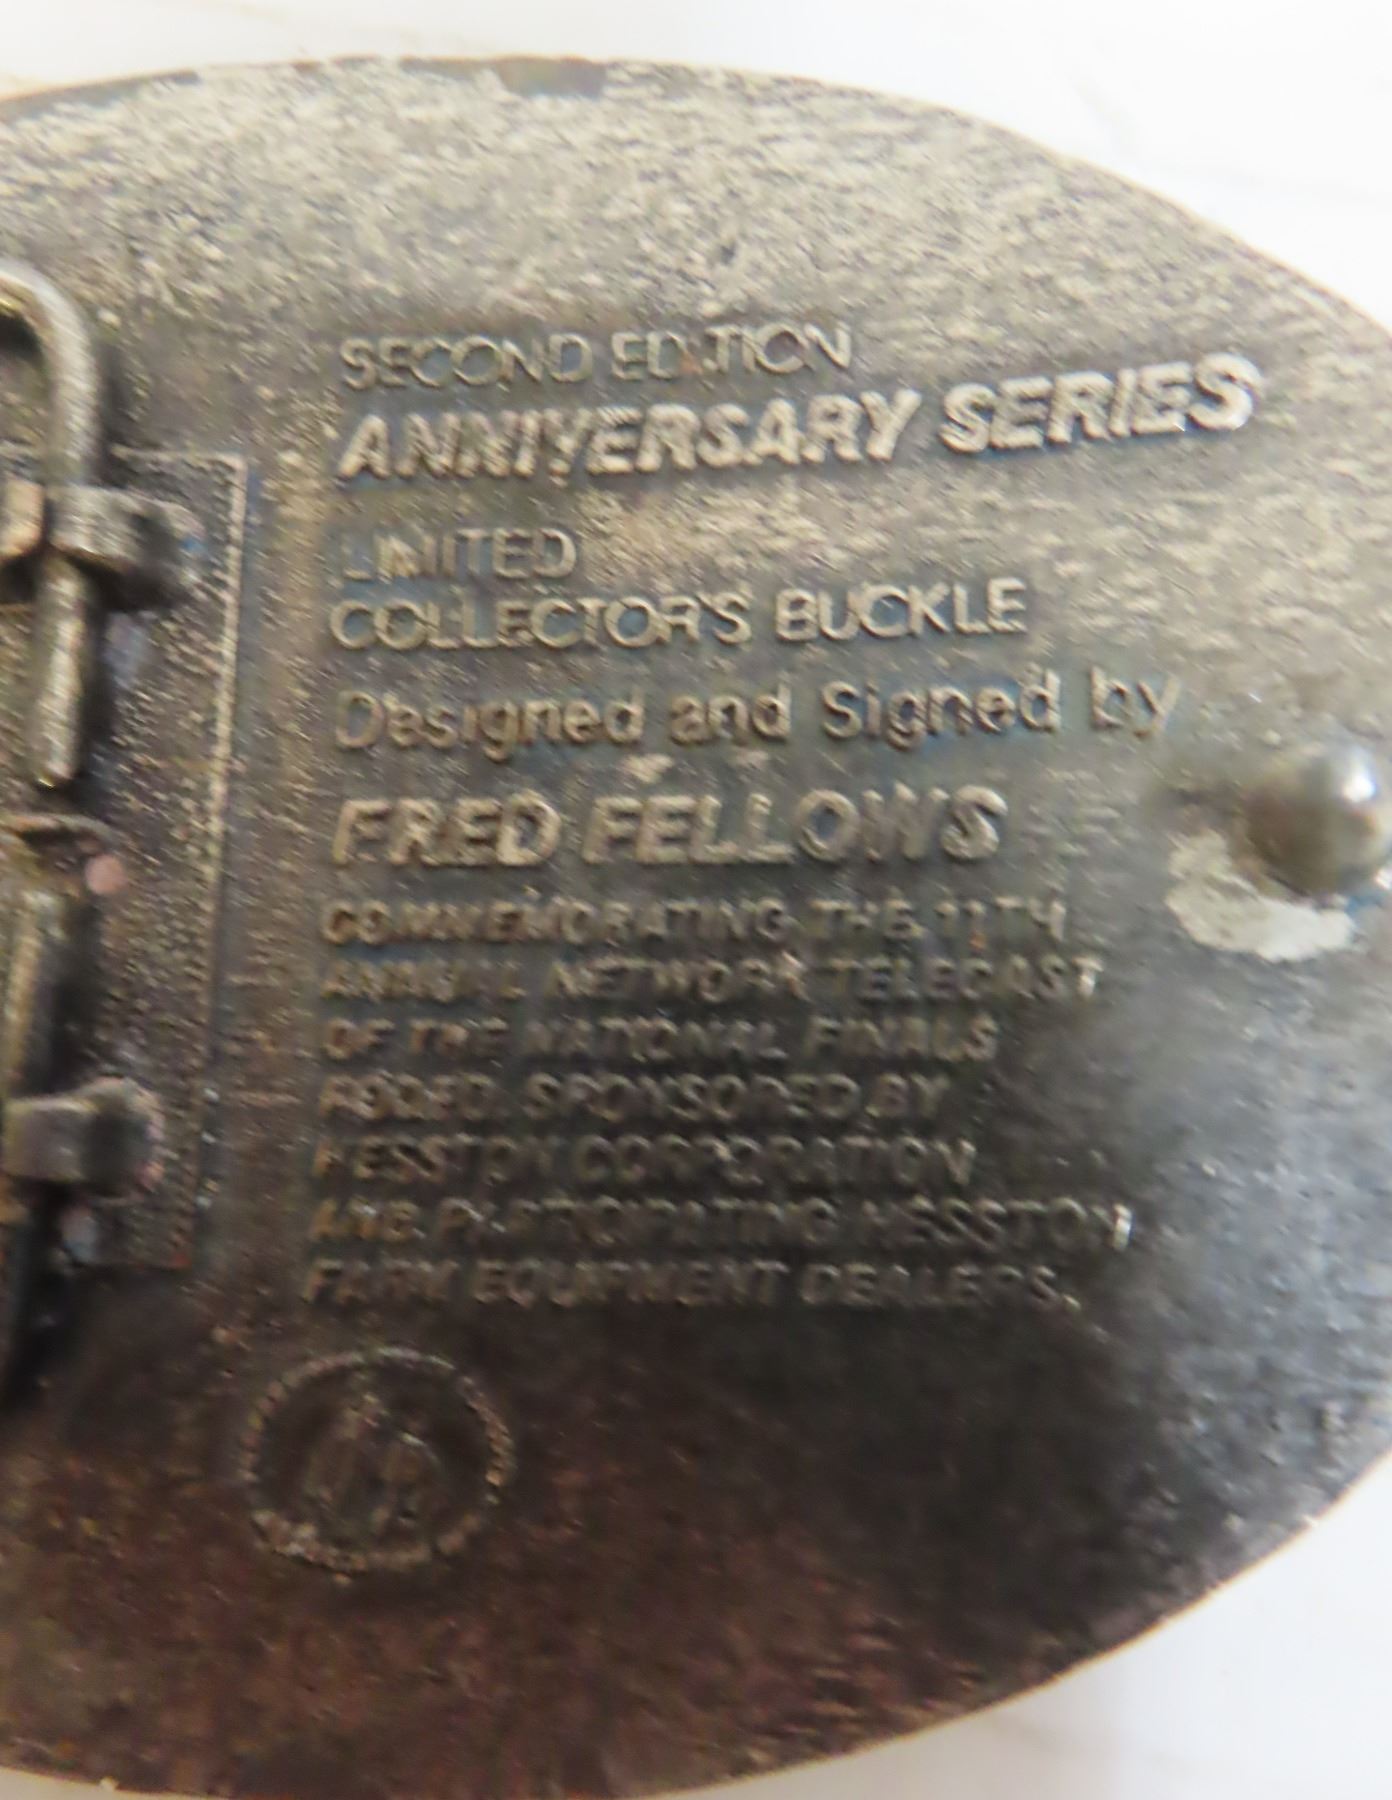 SECOND EDITION
ANNIVERSARY SERIES
LIMITED
COLLECTOR'S BUCKLE
Designed and Signed by
FRED FELLOWS
COMMEMORATING THE 11TH
ANNUAL NETWORK TELECAST
OF THE NATIONAL FINALS
RODEO. SPONSORED BY
HESSTON CORPORATION
AND PARTICIPATING HESSTON
FARM EQUIPMENT DEALERS.